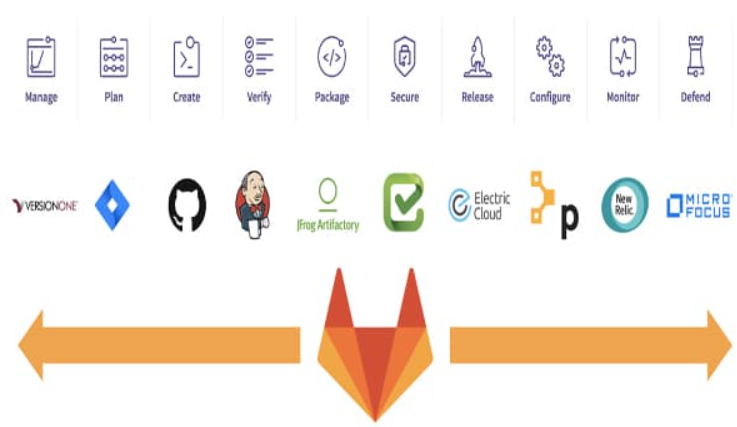 Manage
Plan
Create
Verify
Package
Secure
Release
Configure
Monitor
Defend
VERSIONONE
JFrog Artifactory
Electric
Cloud
p
New
Relic.
MICRO
FOCUS